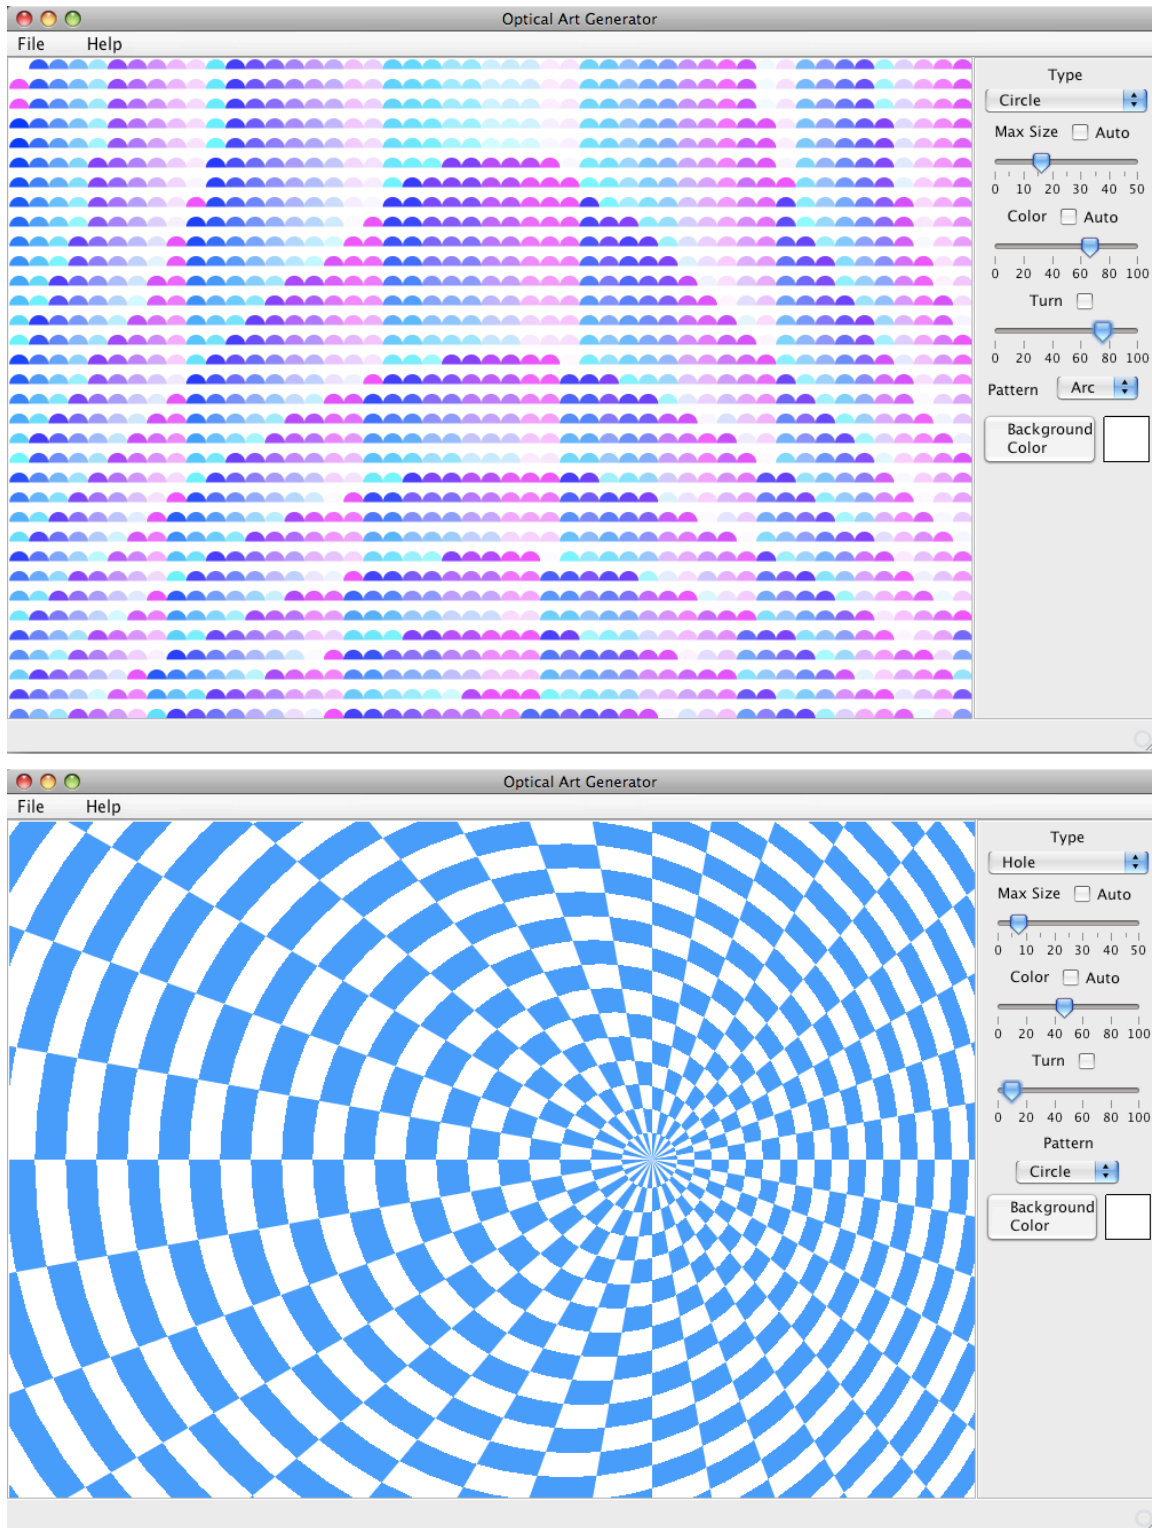 Optical Art Generator
File Help
Type
Circle
Max Size Auto
0 10 20 30 40 50
Color Auto
0 20 40 60 80 100
Turn
0 20 40 60 80 100
Pattern Arc
Background
Color
Optical Art Generator
File Help
Type
Hole
Max Size Auto
0 10 20 30 40 50
Color Auto
0 20 40 60 80 100
Turn
0 20 40 60 80 100
Pattern
Circle
Background
Color